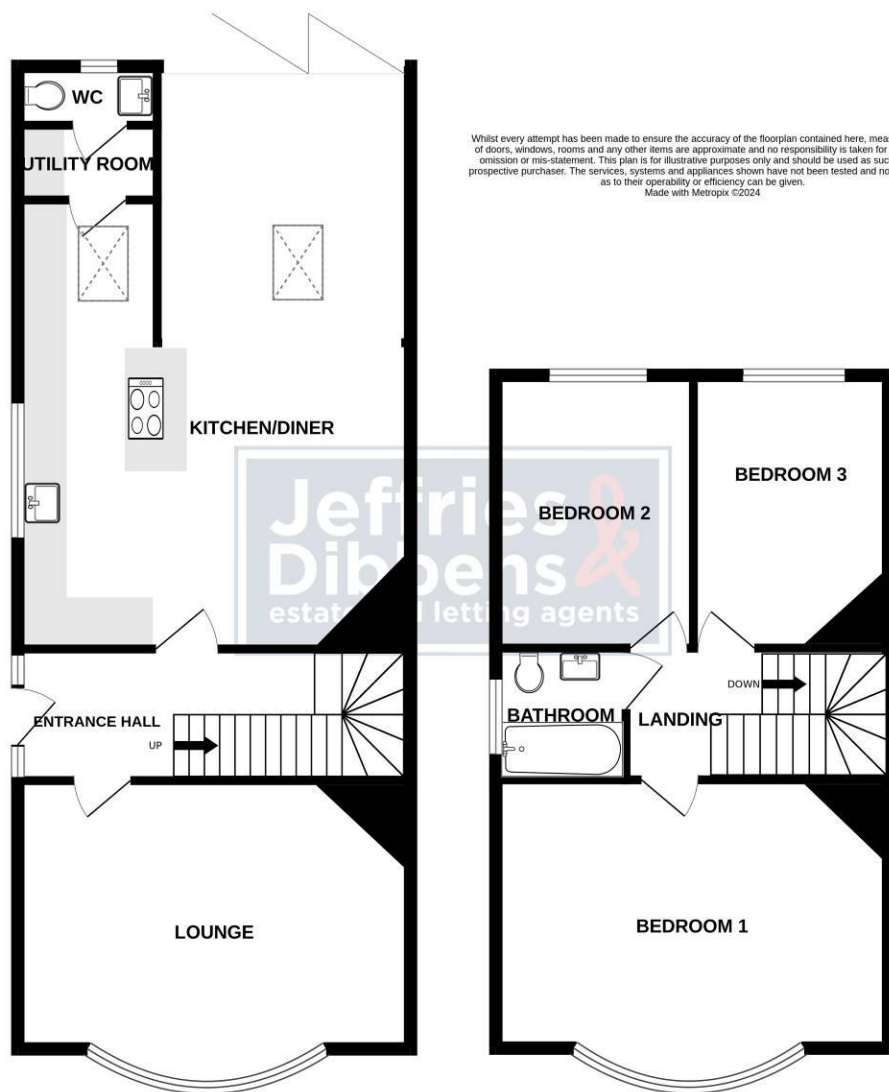 WC
UTILITY ROOM
KITCHEN/DINER
ENTRANCE HALL
UP
LOUNGE
Whilst every attempt has been made to ensure the accuracy of the floorplan contained here,
of doors, windows, rooms and any other items are approximate and no responsibility is taken for
omission or mis-statement. This plan is for illustrative purposes only and should be used as
prospective purchaser. The services, systems and appliances shown have not been tested and
as to their operability or efficiency can be given.
Made with Metropix ©2024
BEDROOM 2
BEDROOM 3
DOWN
BATHROOM
LANDING
BEDROOM 1
Jeffries &
Dibbens
letting agents